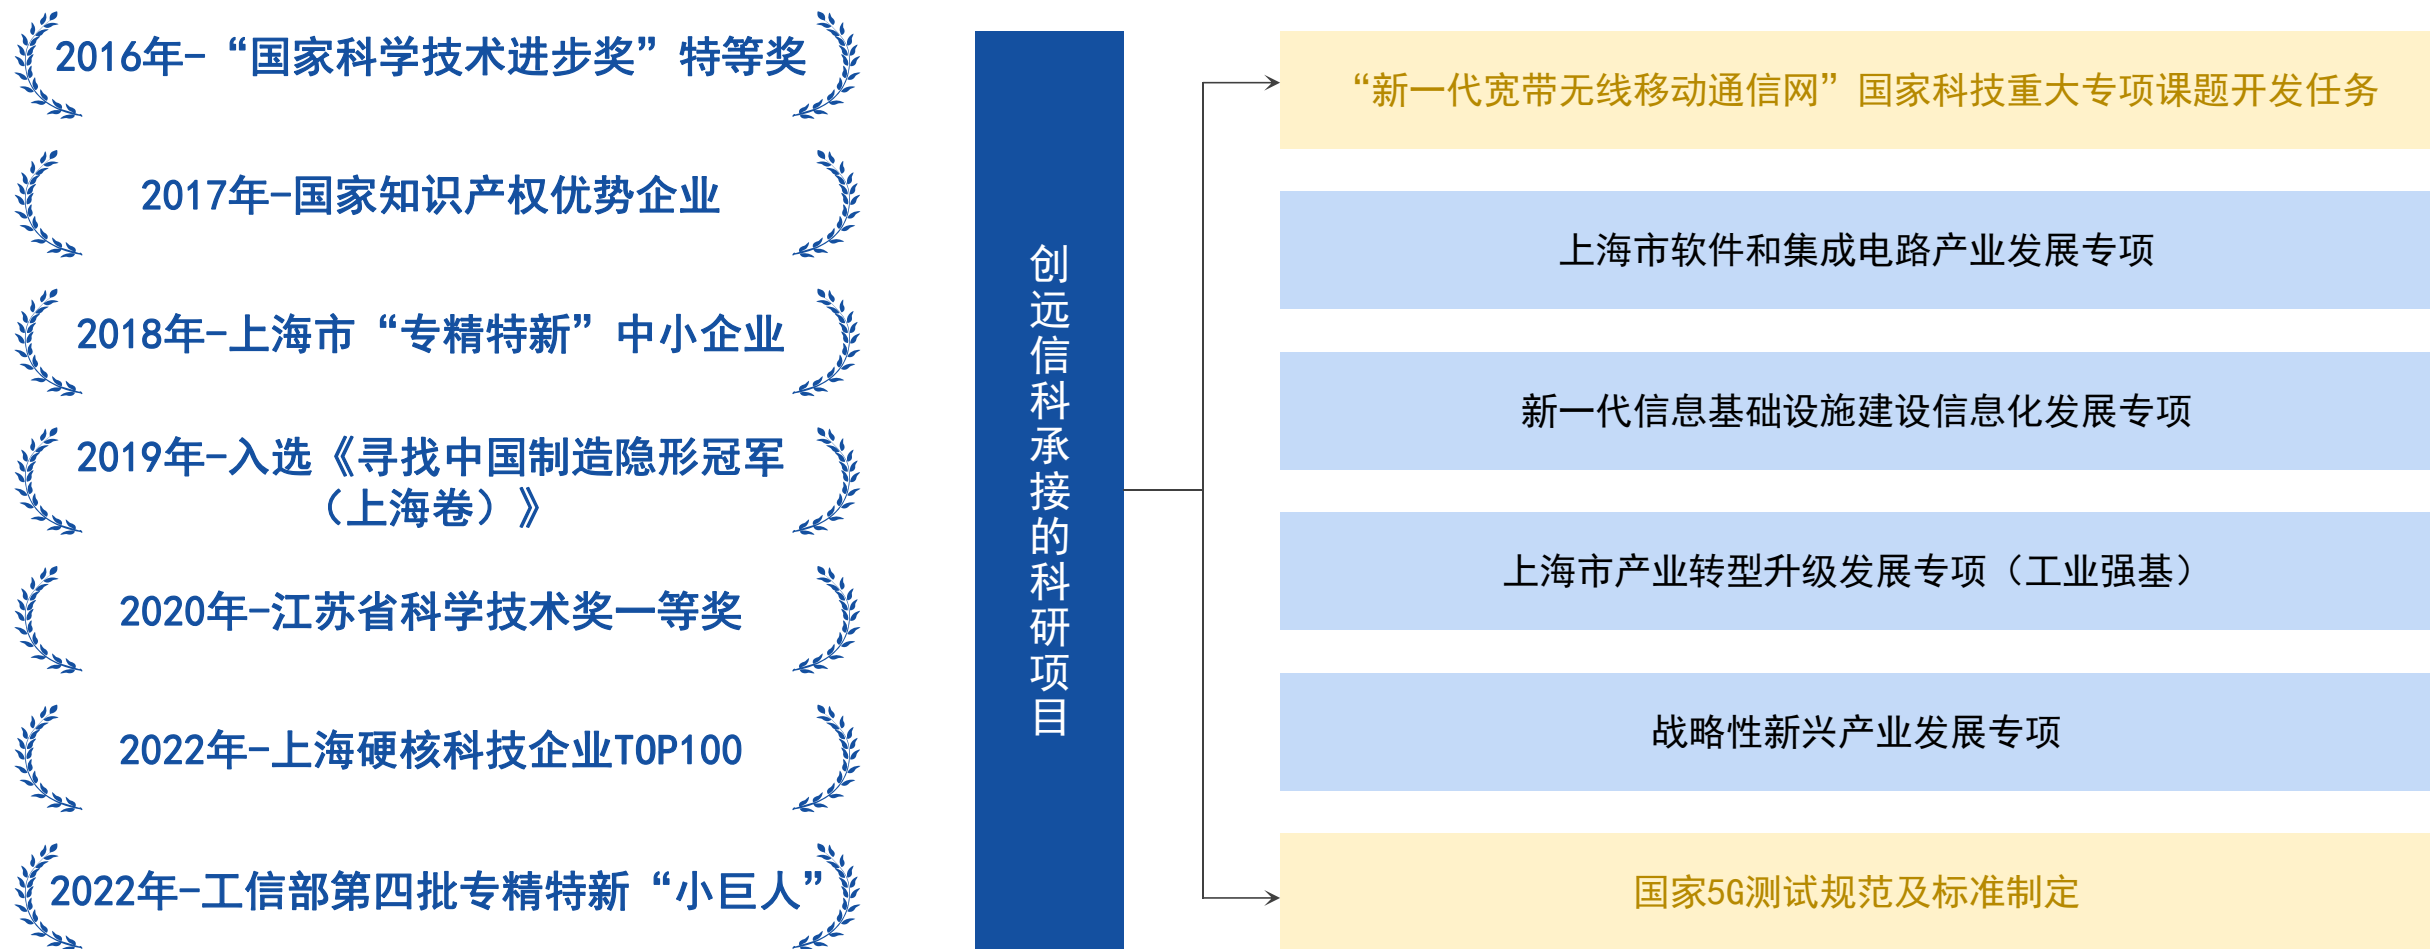 2016年-“国家科学技术进步奖”特等奖
2017年-国家知识产权优势企业
2018年-上海市“专精特新”中小企业
2019年-入选《寻找中国制造隐形冠军
（上海卷）》
2020年-江苏省科学技术奖一等奖
2022年-上海硬核科技企业TOP100
2022年-工信部第四批专精特新“小巨人”
创远信科承接的科研项目
“新一代宽带无线移动通信网”国家科技重大专项课题开发任务
上海市软件和集成电路产业发展专项
新一代信息基础设施建设信息化发展专项
上海市产业转型升级发展专项（工业强基）
战略性新兴产业发展专项
国家5G测试规范及标准制定